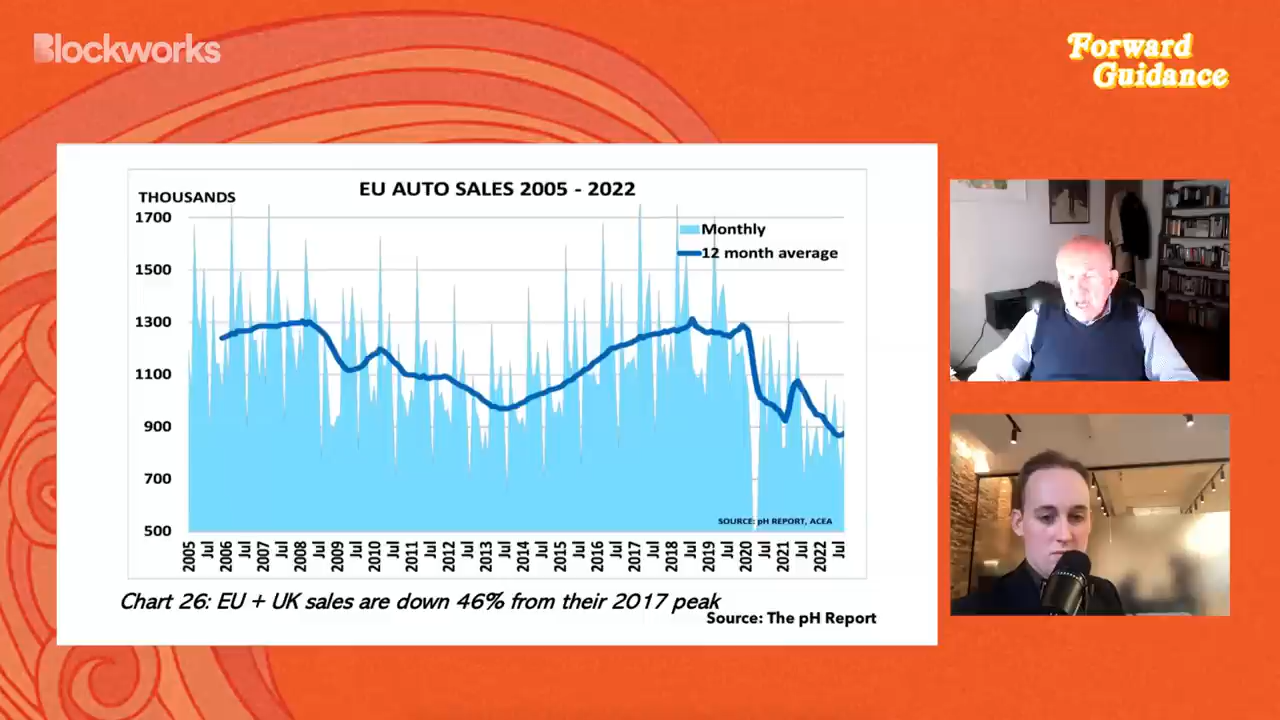 Blockworks
Forward
Guidance
EU AUTO SALES 2005 - 2022
THOUSANDS
1700
1500
1300
1100
900
700
500
Monthly
12 month average
SOURCE: pH REPORT, ACEA
2005 Jul 2006 Jul 2007 Jul 2008 Jul 2009 Jul 2010 Jul 2011 Jul 2012 Jul 2013 Jul 2014 Jul 2015 Jul 2016 Jul 2017 Jul 2018 Jul 2019 Jul 2020 Jul 2021 Jul 2022 Jul
Chart 26: EU + UK sales are down 46% from their 2017 peak
Source: The pH Report